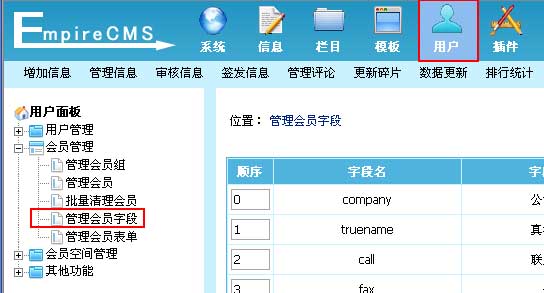 EmpireCMS
系统 信息 栏目 模板 用户 插件
增加信息 管理信息 审核信息 签发信息 管理评论 更新碎片 数据更新 排行统计
用户面板
用户管理
会员管理
管理会员组
管理会员
批量清理会员
管理会员字段
管理会员表单
会员空间管理
其他功能
位置： 管理会员字段
顺序 字段名 字
0 company 公
1 truename 真
2 call 联
3 fax